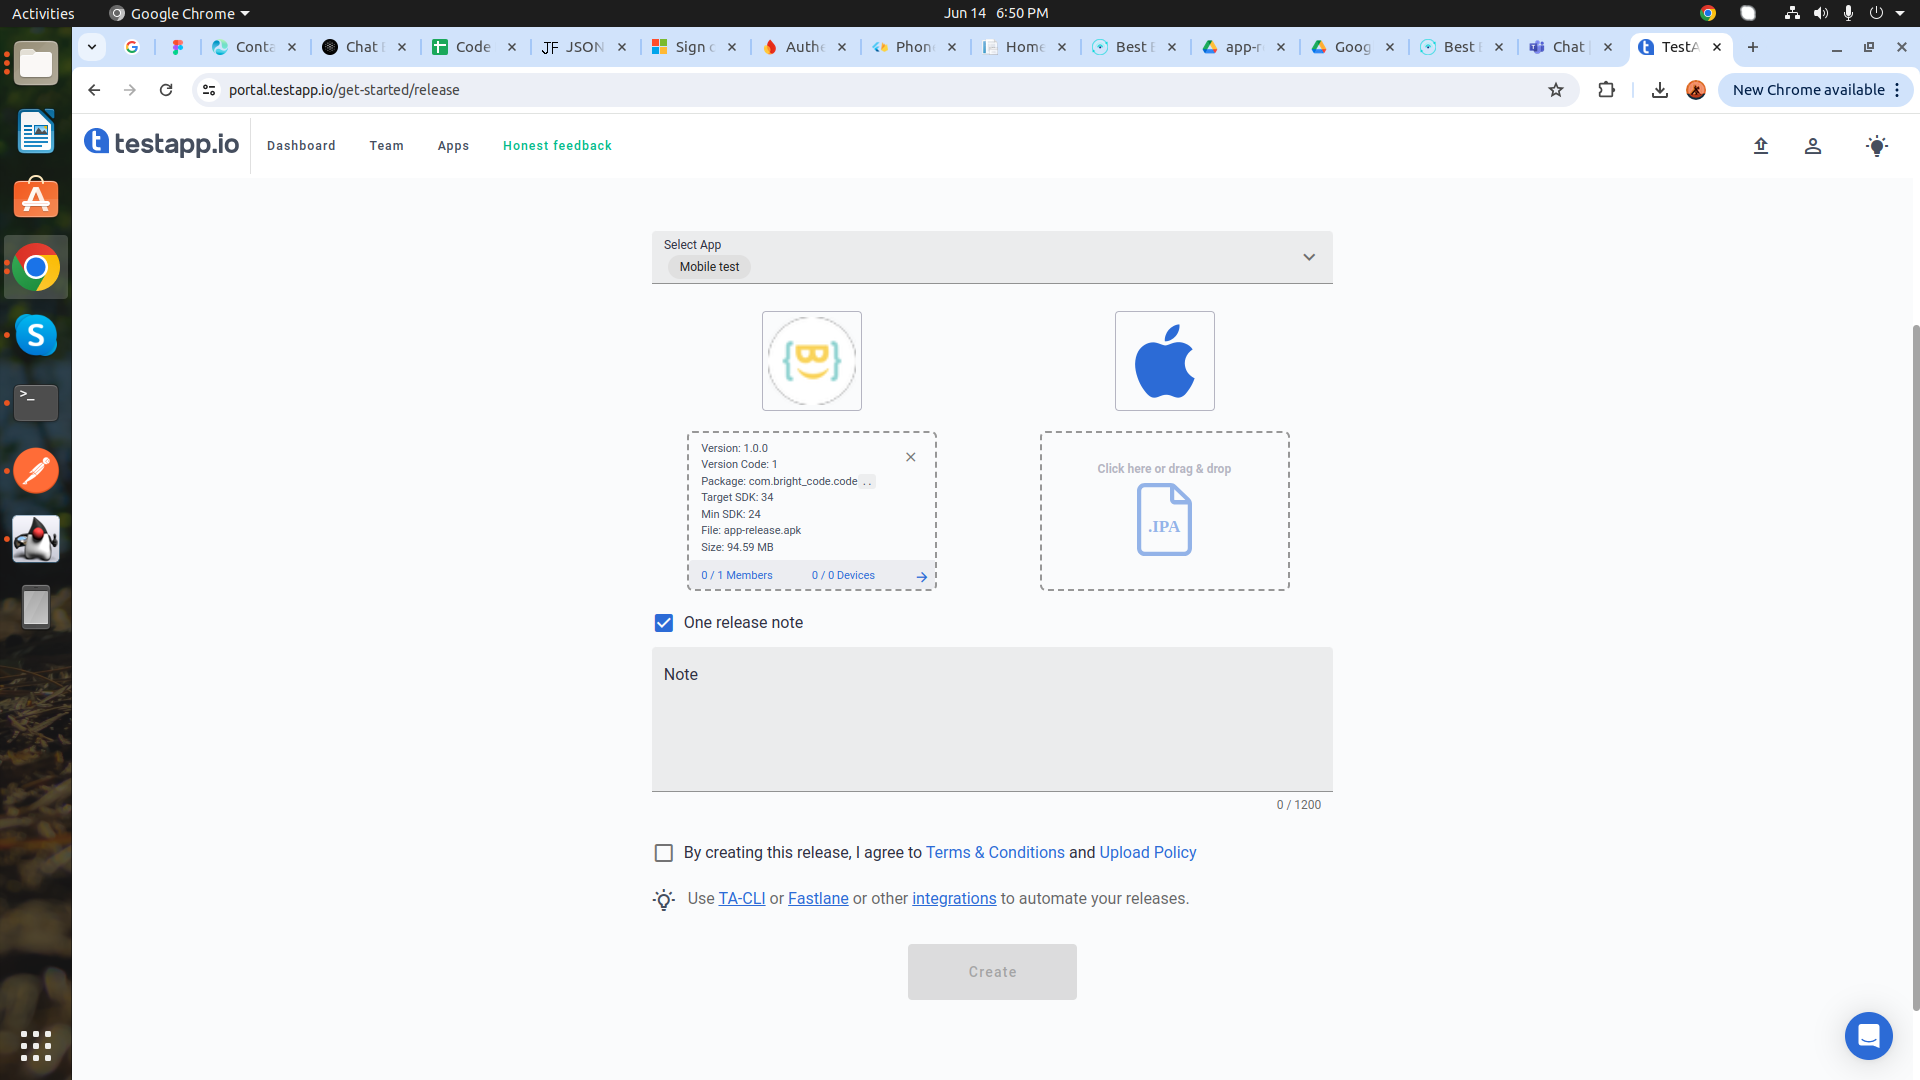 Activities
Google Chrome
Jun 14 6:50 PM
Conta
Chat
Code
JF JSON
Sign
Authe
Phon
Home
Best
app-r
Goog
Best
Chat
TestA
portal.testapp.io/get-started/release
New Chrome available
testapp.io
Dashboard
Team
Apps
Honest feedback
Select App
Mobile test
Version: 1.0.0
Version Code: 1
Package: com.bright_code.code ..
Target SDK: 34
Min SDK: 24
File: app-release.apk
Size: 94.59 MB
0 / 1 Members
0 / 0 Devices
Click here or drag & drop
.IPA
One release note
Note
0 / 1200
By creating this release, I agree to Terms & Conditions and Upload Policy
Use TA-CLI or Fastlane or other integrations to automate your releases.
Create